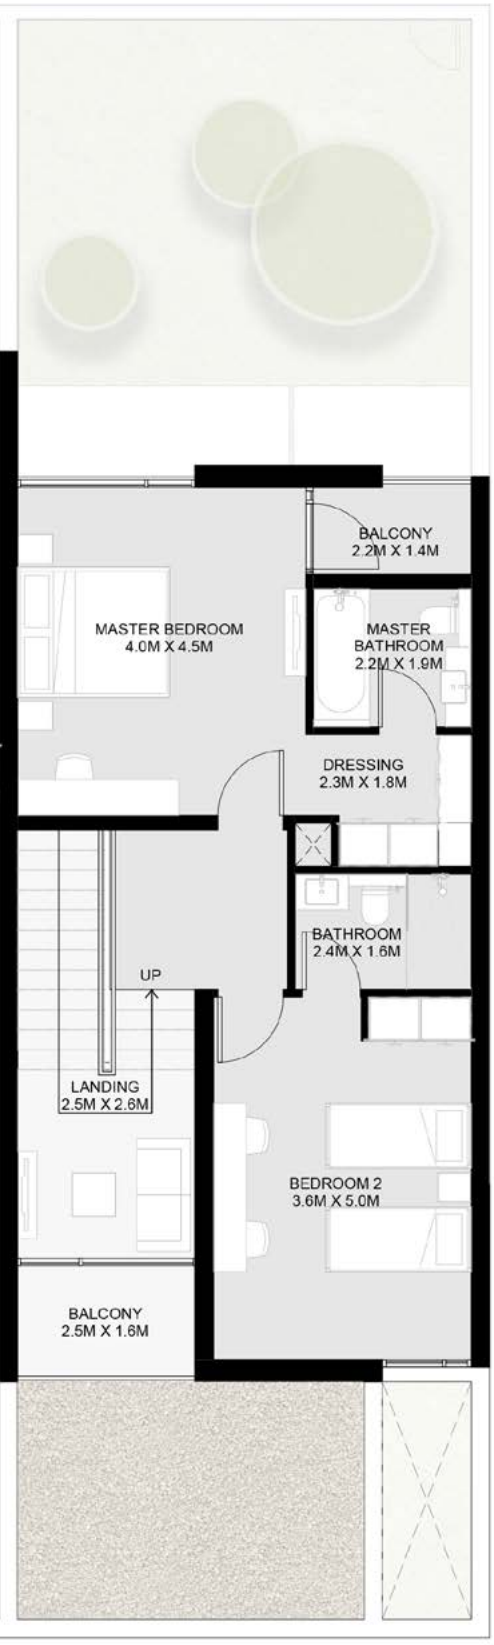 BALCONY
2.2M X 1.4M
MASTER BEDROOM
4.0M X 4.5M
MASTER
BATHROOM
2.2M X 1.9M
DRESSING
2.3M X 1.8M
BATHROOM
2.4M X 1.6M
UP
LANDING
2.5M X 2.6M
BEDROOM 2
3.6M X 5.0M
BALCONY
2.5M X 1.6M